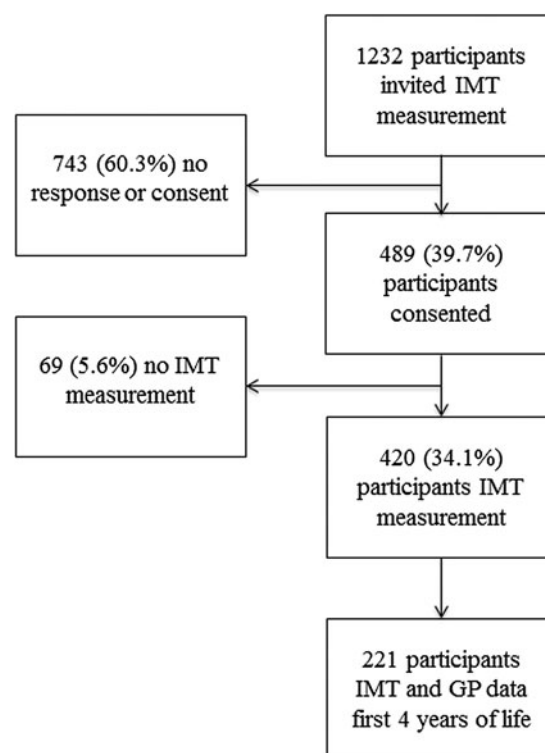 1232 participants
invited IMT
measurement
743 (60.3%) no
response or consent
489 (39.7%)
participants
consented
69 (5.6%) no IMT
measurement
420 (34.1%)
participants IMT
measurement
221 participants
IMT and GP data
first 4 years of life